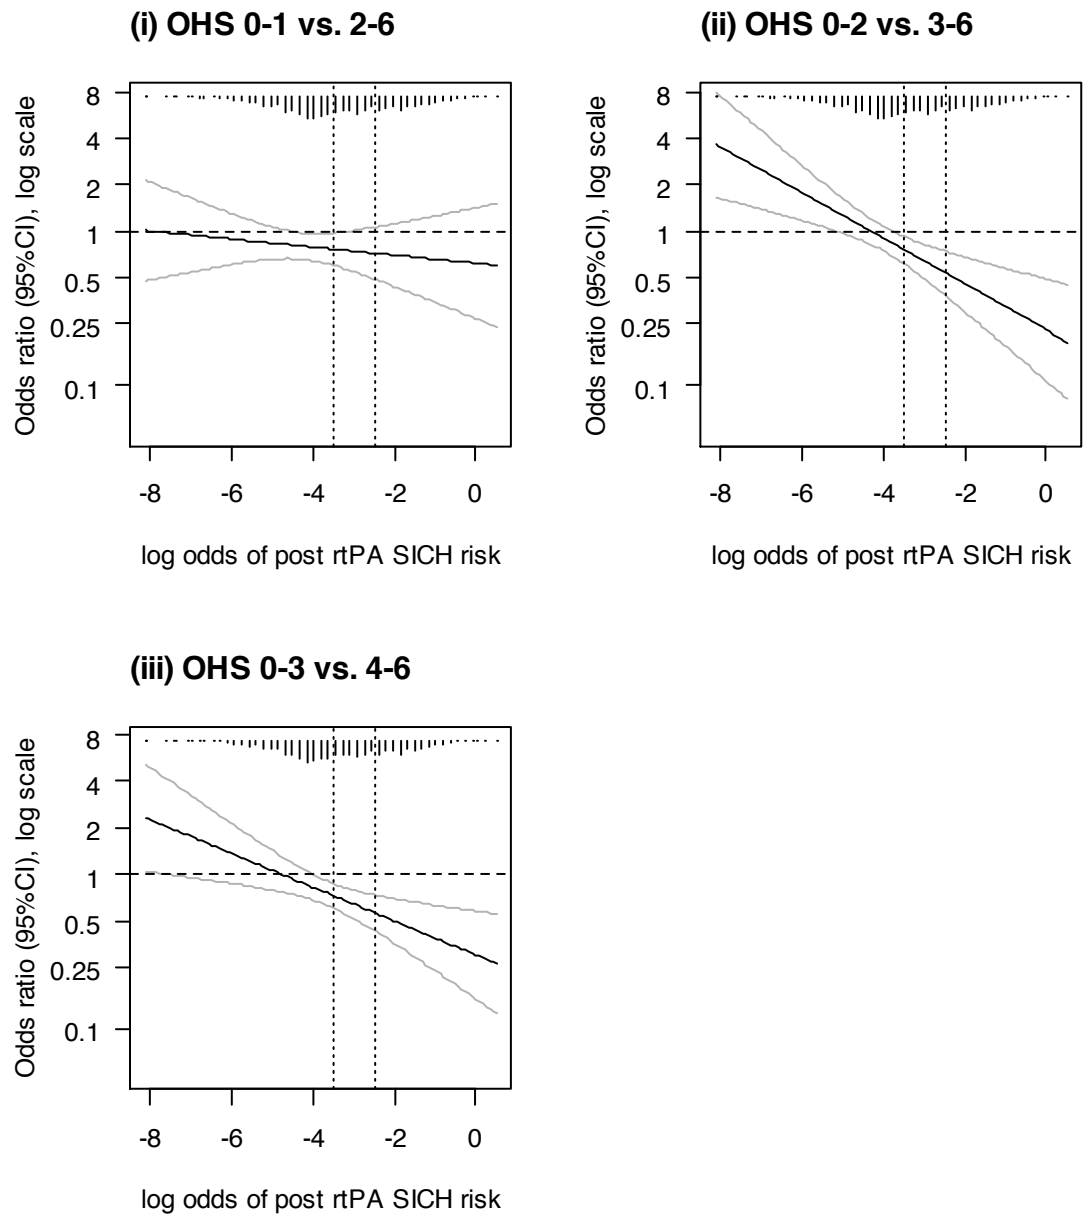 (i) OHS 0-1 vs. 2-6
Odds ratio (95%CI), log scale
8
4
2
1
0.5
0.25
0.1
-8 -6 -4 -2 0
log odds of post rtPA SICH risk
(ii) OHS 0-2 vs. 3-6
Odds ratio (95%CI), log scale
8
4
2
1
0.5
0.25
0.1
-8 -6 -4 -2 0
log odds of post rtPA SICH risk
(iii) OHS 0-3 vs. 4-6
Odds ratio (95%CI), log scale
8
4
2
1
0.5
0.25
0.1
-8 -6 -4 -2 0
log odds of post rtPA SICH risk